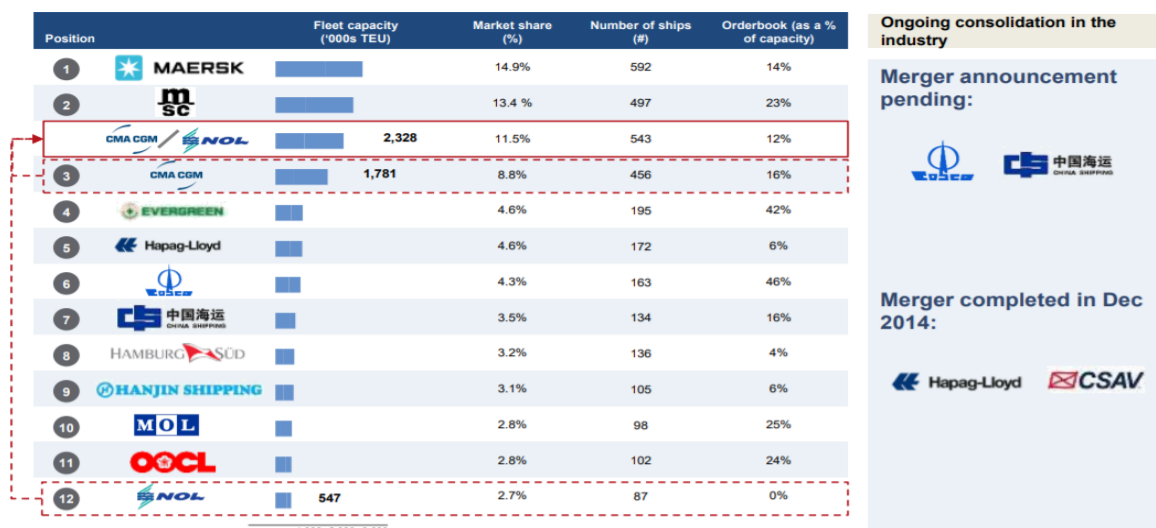 Position
Fleet capacity
('000s TEU)
Market share
(%)
Number of ships
(#)
Orderbook (as a %
of capacity)
1 MAERSK 14.9% 592 14%
2 msc 13.4 % 497 23%
CMA CGM / NOL 2,328 11.5% 543 12%
3 CMA CGM 1,781 8.8% 456 16%
4 EVERGREEN 4.6% 195 42%
5 Hapag-Lloyd 4.6% 172 6%
6 COSCO 4.3% 163 46%
7 中国海运 CHINA SHIPPING 3.5% 134 16%
8 HAMBURG SÜD 3.2% 136 4%
9 HANJIN SHIPPING 3.1% 105 6%
10 MOL 2.8% 98 25%
11 OOCL 2.8% 102 24%
12 NOL 547 2.7% 87 0%
Ongoing consolidation in the
industry
Merger announcement
pending:
COSCO 中国海运
CHINA SHIPPING
Merger completed in Dec
2014:
Hapag-Lloyd CSAV